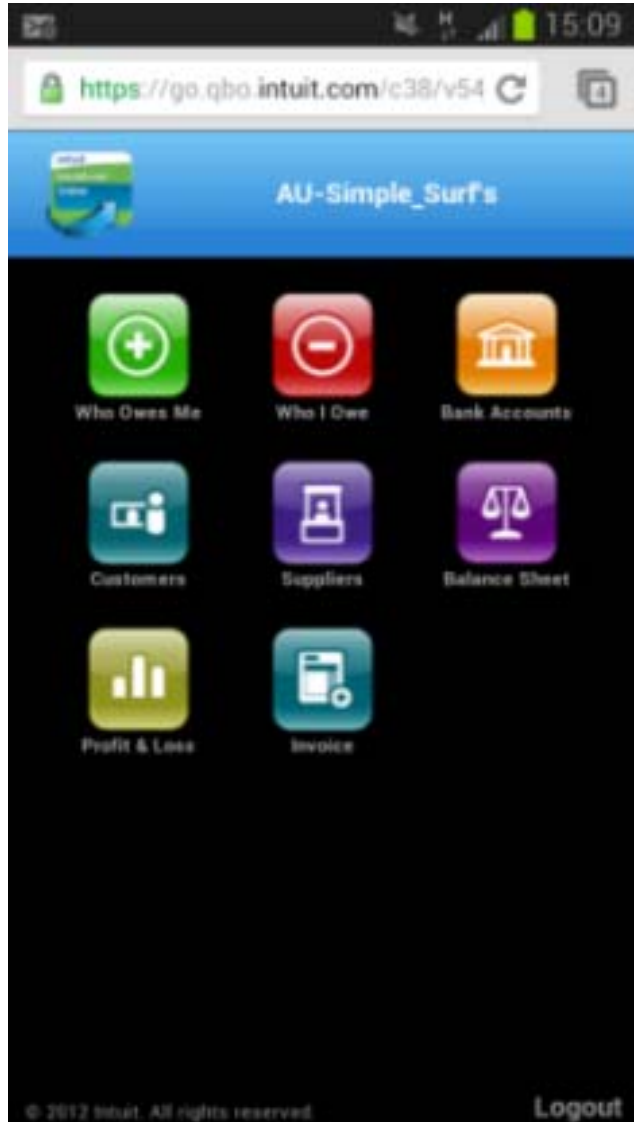 H
15:09
https://go.qbo.intuit.com/c38/v54
4
intuit
AU-Simple_Surf's
Who Owes Me
Who I Owe
Bank Accounts
Customers
Suppliers
Balance Sheet
Profit & Loss
Invoice
© 2012 Intuit. All rights reserved.
Logout